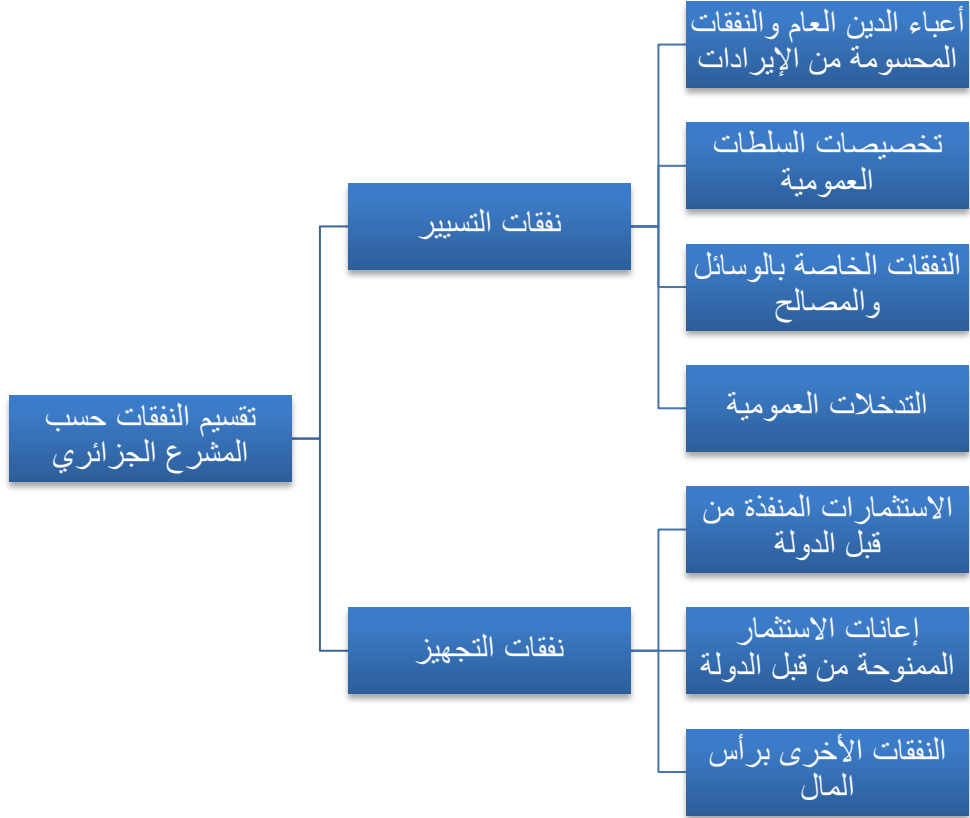 تقسيم النفقات حسب
المشرع الجزائري
نفقات التسيير
أعباء الدين العام والنفقات
المحسومة من الإيرادات
تخصيصات السلطات
العمومية
النفقات الخاصة بالوسائل
والمصالح
التدخلات العمومية
نفقات التجهيز
الاستثمارات المنفذة من
قبل الدولة
إعانات الاستثمار
الممنوحة من قبل الدولة
النفقات الأخرى برأس
المال